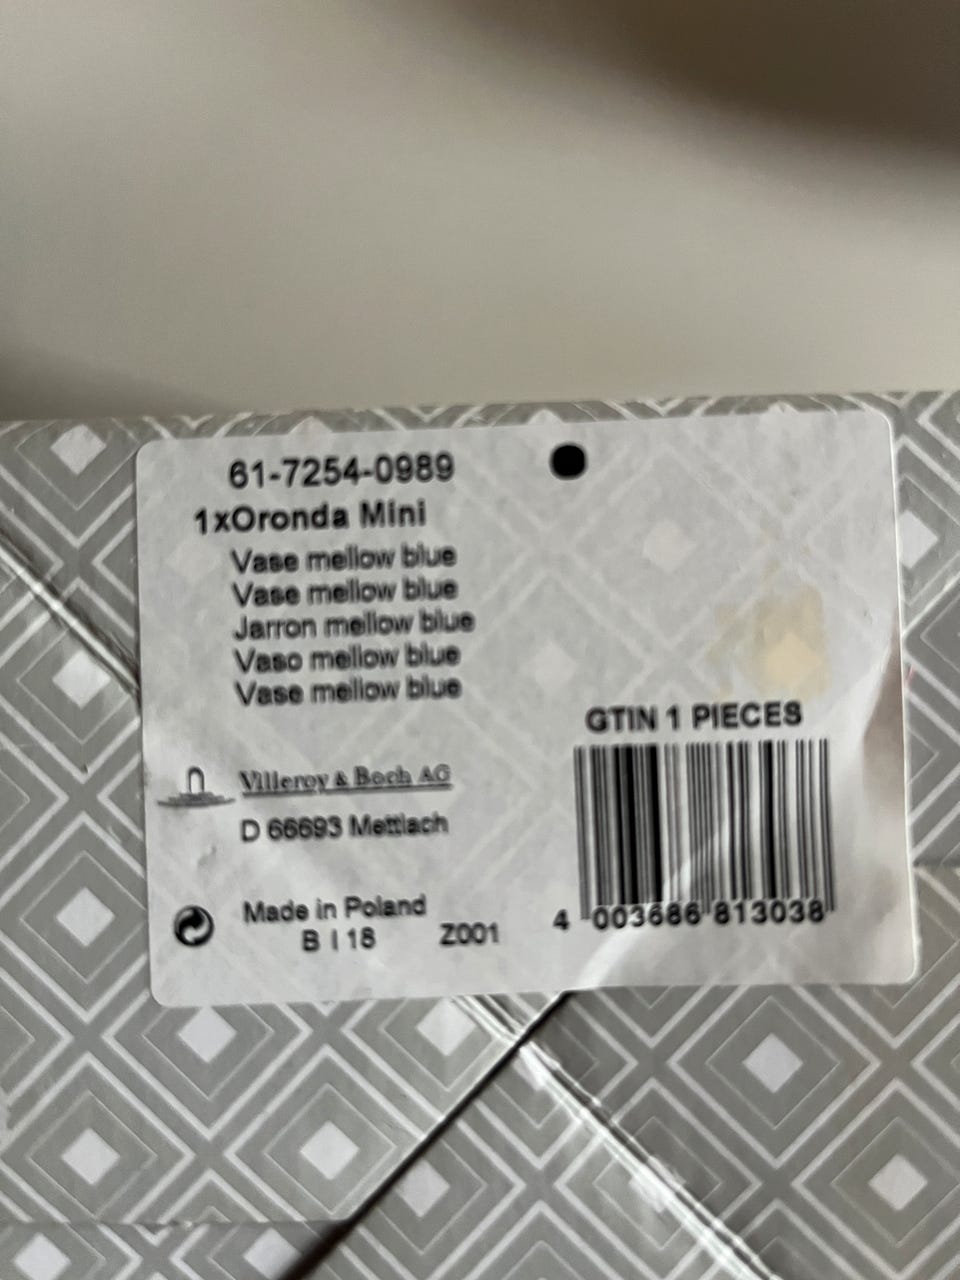 61-7254-0989
1xOronda Mini
Vase mellow blue
Vase mellow blue
Jarron mellow blue
Vaso mellow blue
Vase mellow blue
GTIN 1 PIECES
Villeroy & Boch AG
D 66693 Mettlach
Made in Poland
B I 18 Z001
4 003686 813038